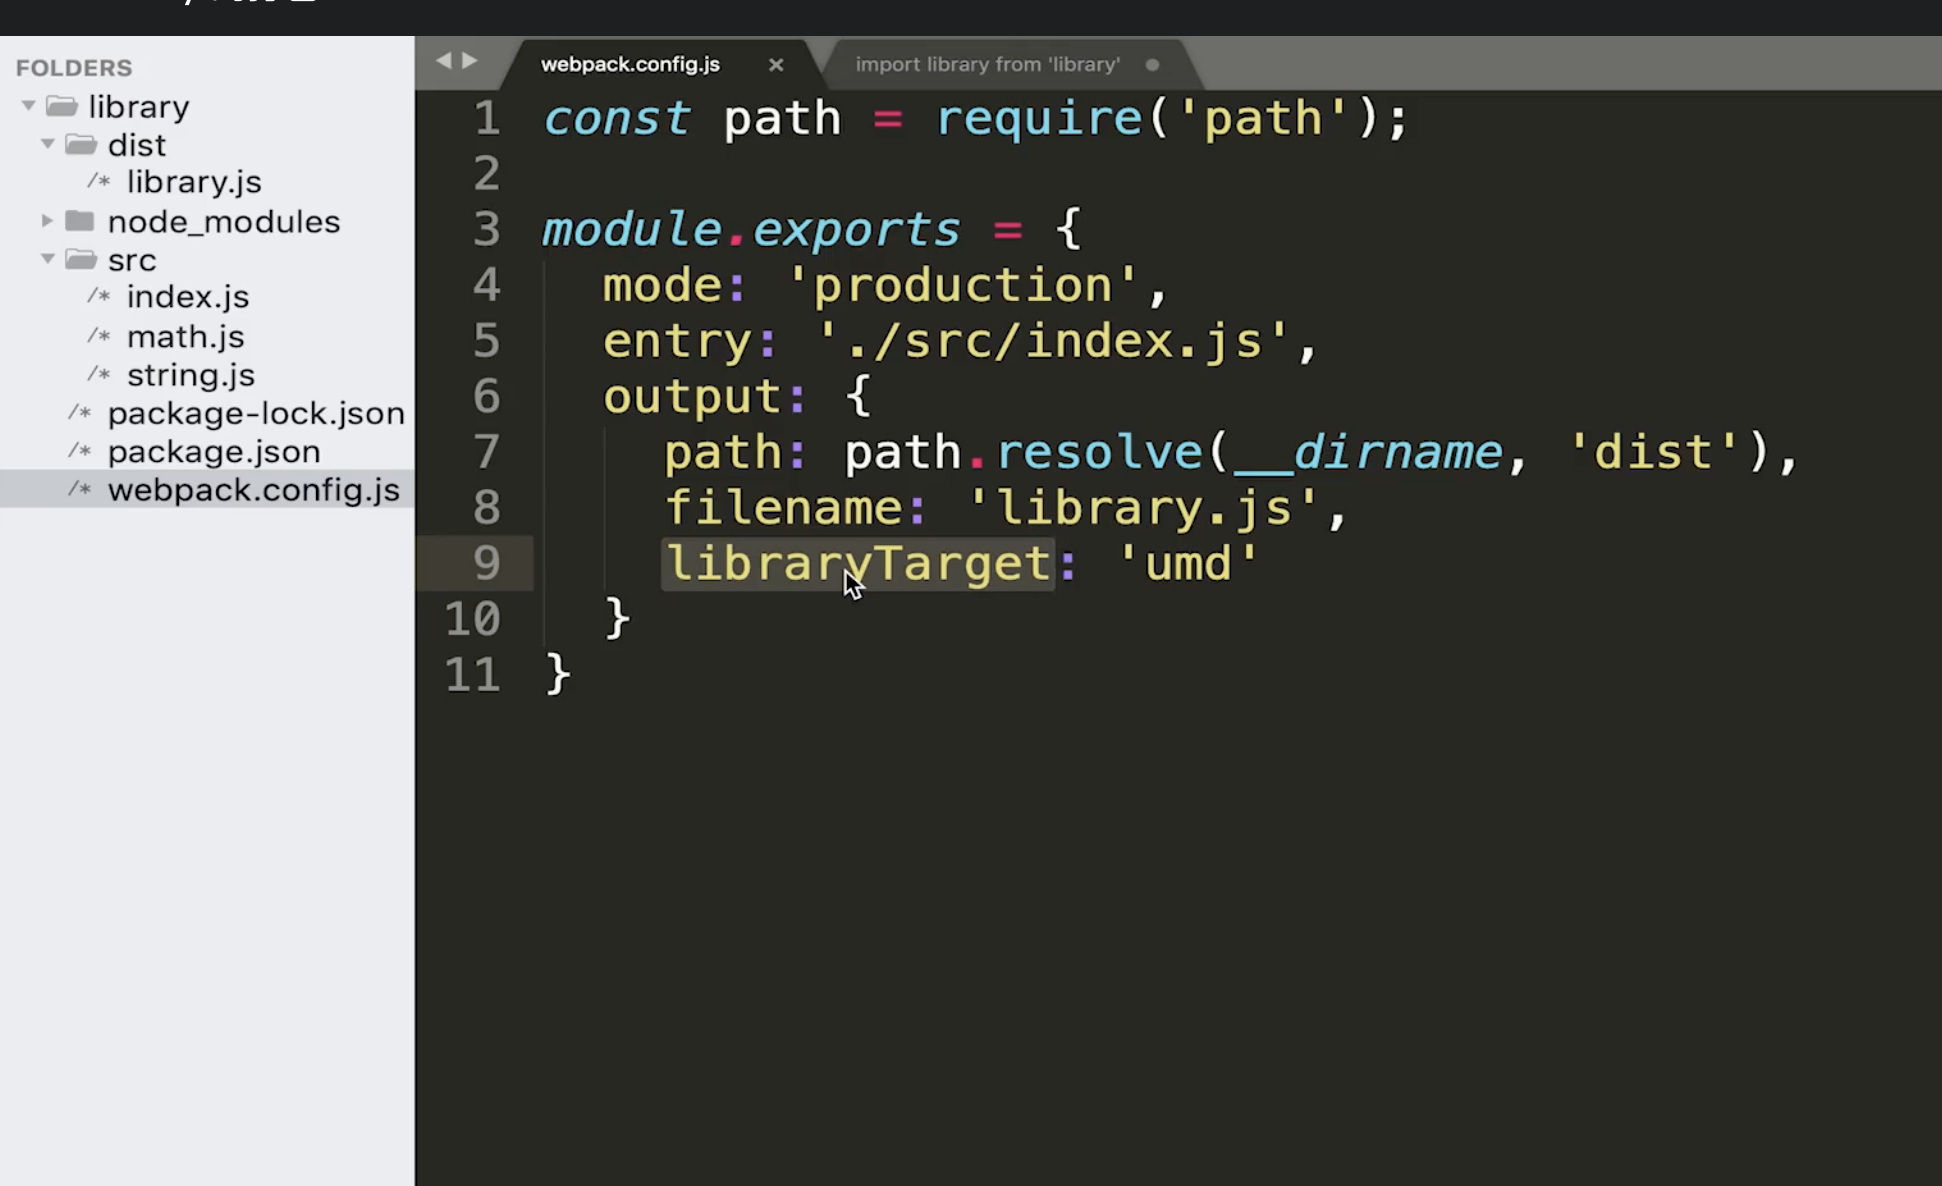 FOLDERS
library
dist
/* library.js
node_modules
src
/* index.js
/* math.js
/* string.js
/* package-lock.json
/* package.json
/* webpack.config.js
webpack.config.js ×
import library from 'library'
1 const path = require('path');
2
3 module.exports = {
4 mode: 'production',
5 entry: './src/index.js',
6 output: {
7 path: path.resolve(__dirname, 'dist'),
8 filename: 'library.js',
9 libraryTarget: 'umd'
10 }
11 }